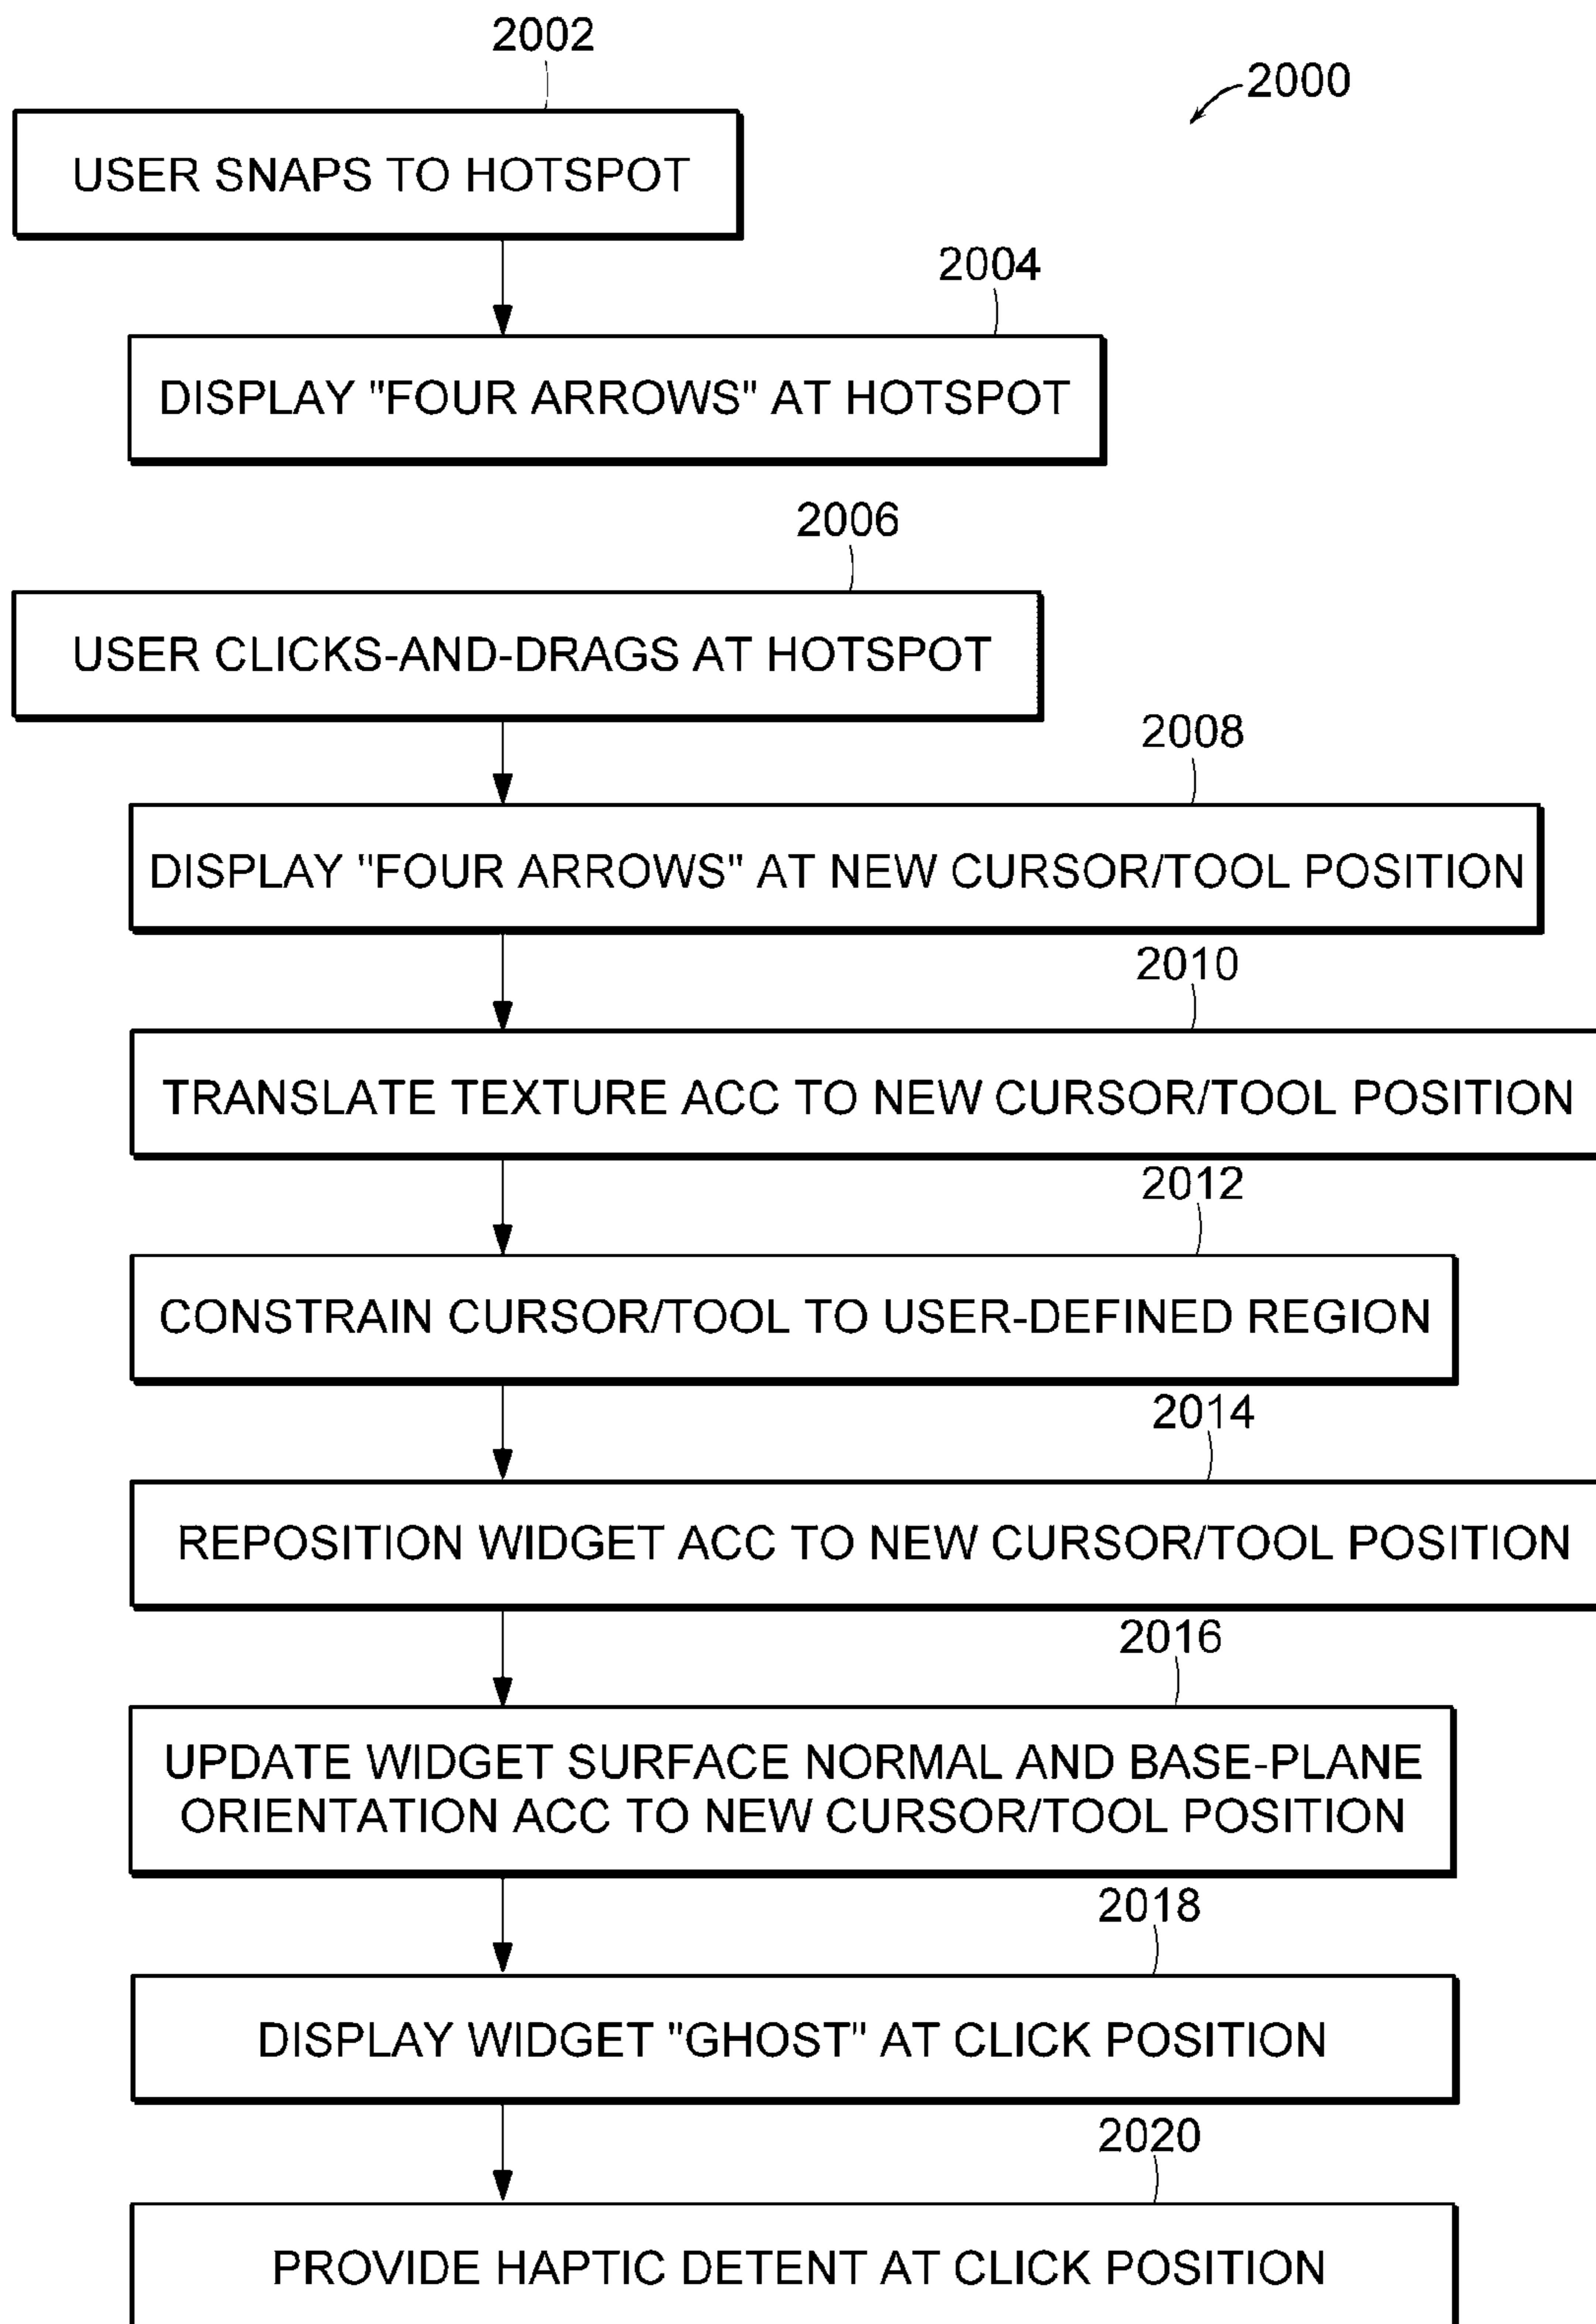 2002
2000
USER SNAPS TO HOTSPOT
2004
DISPLAY "FOUR ARROWS" AT HOTSPOT
2006
USER CLICKS-AND-DRAGS AT HOTSPOT
2008
DISPLAY "FOUR ARROWS" AT NEW CURSOR/TOOL POSITION
2010
TRANSLATE TEXTURE ACC TO NEW CURSOR/TOOL POSITION
2012
CONSTRAIN CURSOR/TOOL TO USER-DEFINED REGION
2014
REPOSITION WIDGET ACC TO NEW CURSOR/TOOL POSITION
2016
UPDATE WIDGET SURFACE NORMAL AND BASE-PLANE
ORIENTATION ACC TO NEW CURSOR/TOOL POSITION
2018
DISPLAY WIDGET "GHOST" AT CLICK POSITION
2020
PROVIDE HAPTIC DETENT AT CLICK POSITION